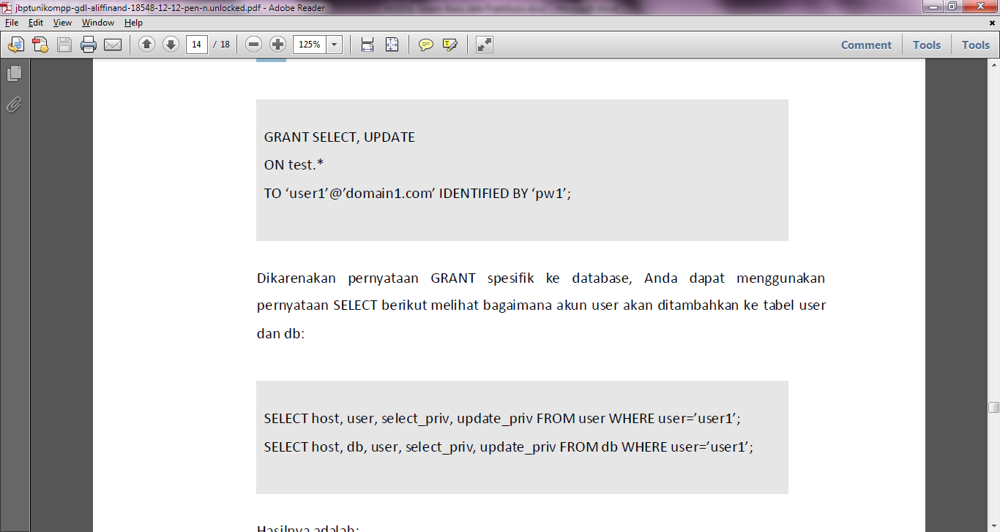 jbptunikompp-gdl-aliffinand-18548-12-12-pen-n.unlocked.pdf - Adobe Reader
File Edit View Window Help
14 / 18 125% Comment Tools Tools
GRANT SELECT, UPDATE
ON test.*
TO ‘user1’@’domain1.com’ IDENTIFIED BY ‘pw1’;
Dikarenakan pernyataan GRANT spesifik ke database, Anda dapat menggunakan
pernyataan SELECT berikut melihat bagaimana akun user akan ditambahkan ke tabel user
dan db:
SELECT host, user, select_priv, update_priv FROM user WHERE user=’user1’;
SELECT host, db, user, select_priv, update_priv FROM db WHERE user=’user1’;
Hasilnya adalah: